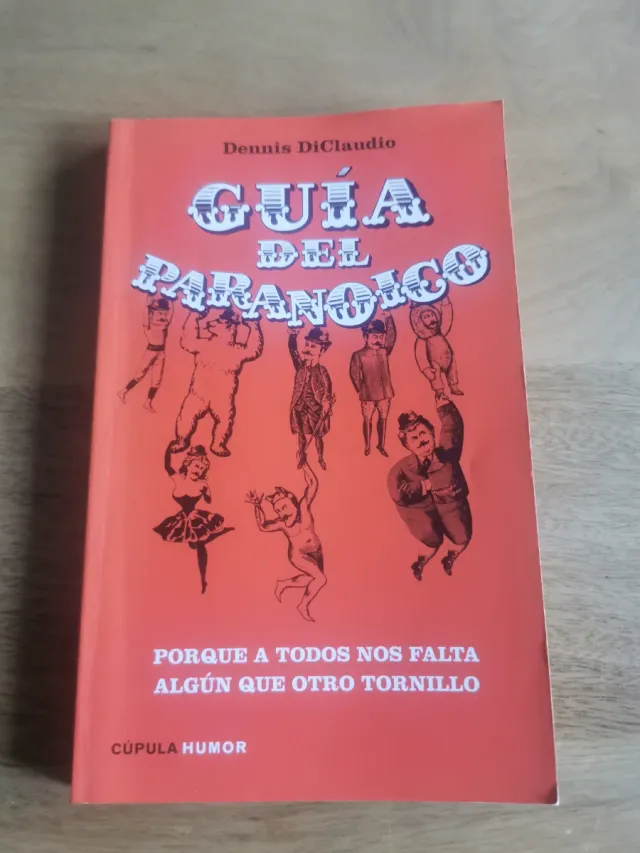 Dennis DiClaudio
GUÍA
DEL
PARANOICO
PORQUE A TODOS NOS FALTA
ALGÚN QUE OTRO TORNILLO
CÚPULA HUMOR